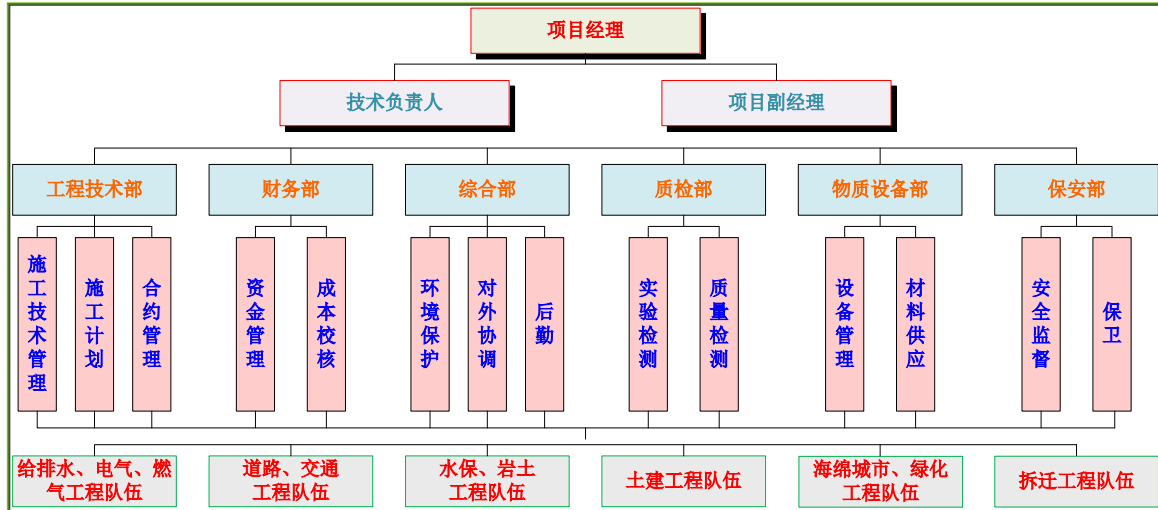 项目经理
技术负责人
项目副经理
工程技术部
财务部
综合部
质检部
物质设备部
保安部
施工技术管理
施工计划
合约管理
资金管理
成本校核
环境保护
对外协调
后勤
实验检测
质量检测
设备管理
材料供应
安全监督
保卫
给排水、电气、燃
气工程队伍
道路、交通
工程队伍
水保、岩土
工程队伍
土建工程队伍
海绵城市、绿化
工程队伍
拆迁工程队伍